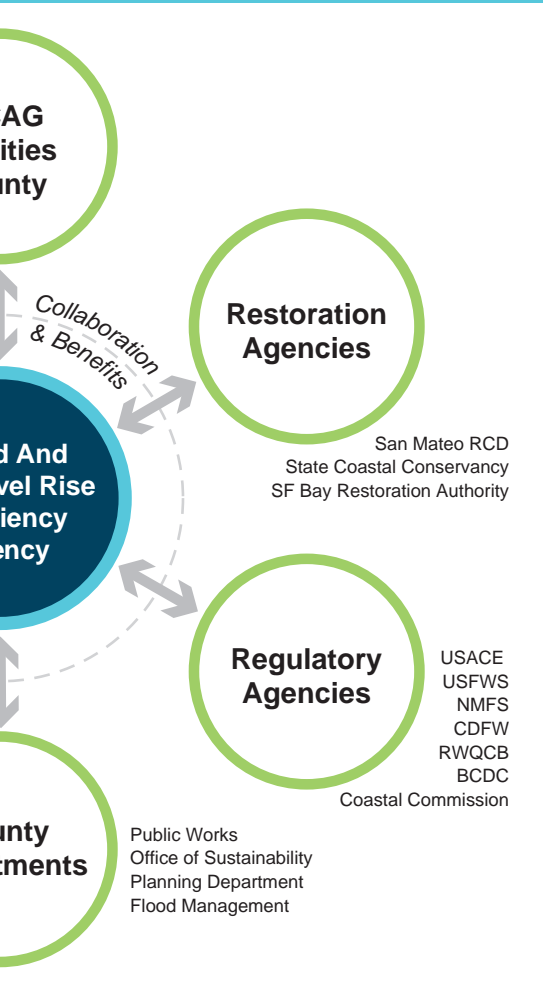 CAG
ities
unty
Collaboration
& Benefits
Restoration
Agencies
San Mateo RCD
State Coastal Conservancy
SF Bay Restoration Authority
d And
vel Rise
iency
ency
Regulatory
Agencies
USACE
USFWS
NMFS
CDFW
RWQCB
BCDC
Coastal Commission
unty
tments
Public Works
Office of Sustainability
Planning Department
Flood Management